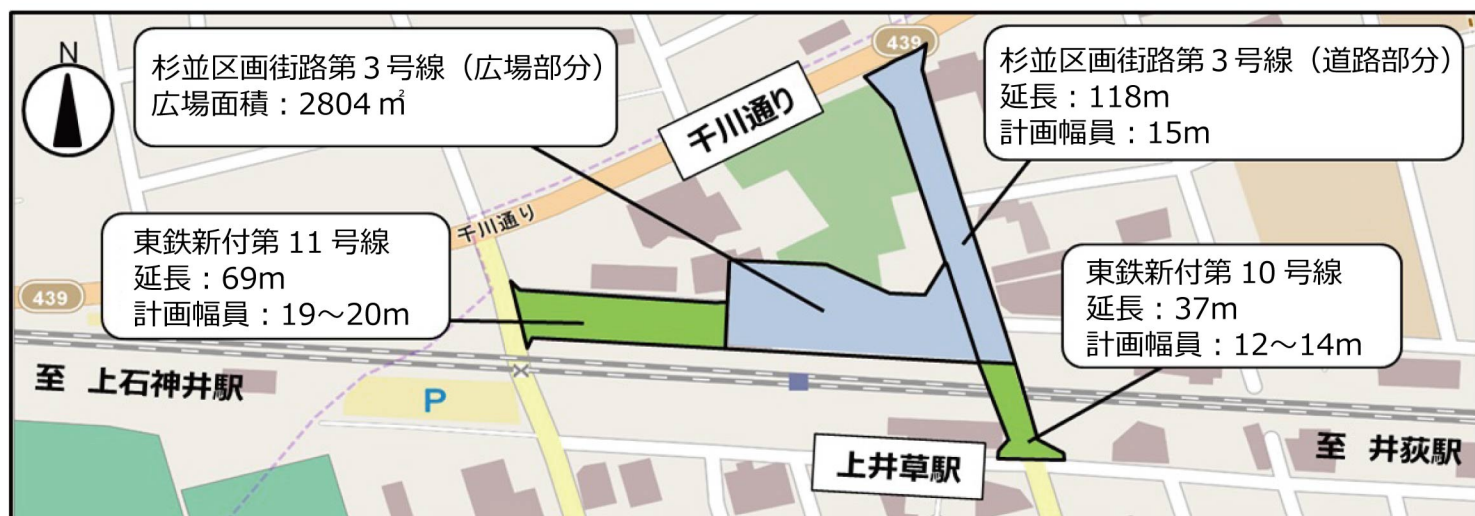 N
杉並区画街路第３号線（広場部分）
広場面積：2804 ㎡
439
千川通り
杉並区画街路第３号線（道路部分）
延長：118m
計画幅員：15m
千川通り
東鉄新付第 11 号線
延長：69m
計画幅員：19～20m
439
東鉄新付第 10 号線
延長：37m
計画幅員：12～14m
至 上石神井駅
P
上井草駅
至 井荻駅